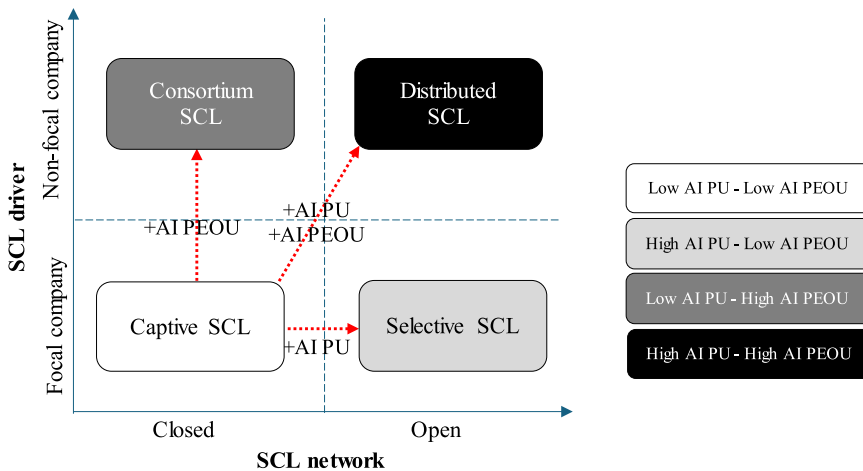 SCL driver
Non-focal company
Focal company
Consortium
SCL
Distributed
SCL
+AI PEOU
+AI PU
+AI PEOU
Captive SCL
+AI PU
Selective SCL
Closed
Open
SCL network
Low AI PU - Low AI PEOU
High AI PU - Low AI PEOU
Low AI PU - High AI PEOU
High AI PU - High AI PEOU